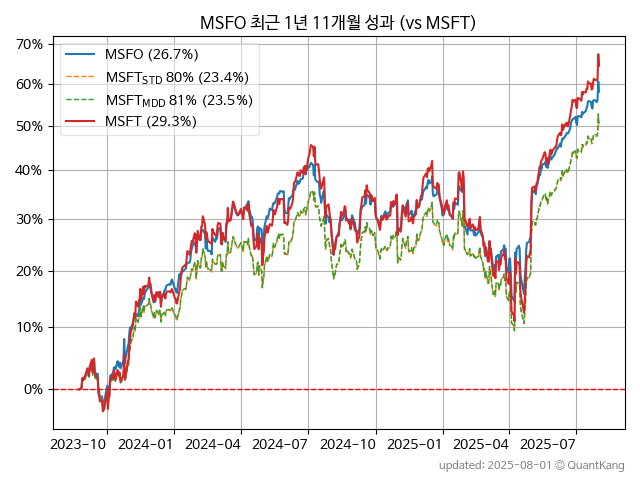 MSFO 최근 1년 11개월 성과 (vs MSFT)
70%
60%
50%
40%
30%
20%
10%
0%
MSFO (26.7%)
MSFT_STD 80% (23.4%)
MSFT_MDD 81% (23.5%)
MSFT (29.3%)
2023-10 2024-01 2024-04 2024-07 2024-10 2025-01 2025-04 2025-07
updated: 2025-08-01 © QuantKang